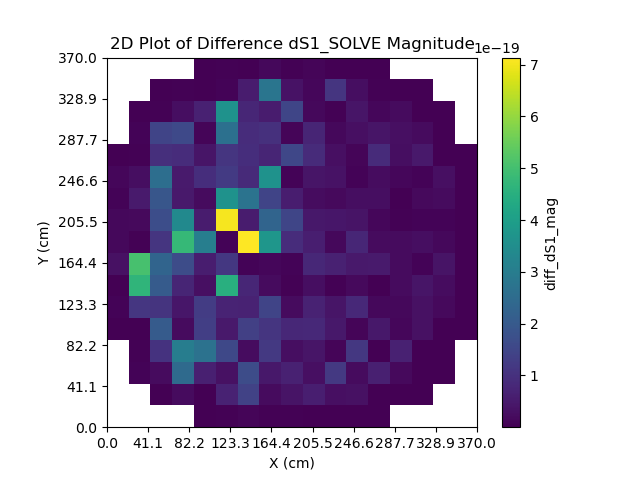 2D Plot of Difference dS1_SOLVE Magnitude
1e−19
370.0
328.9
287.7
246.6
205.5
164.4
123.3
82.2
41.1
0.0
Y (cm)
0.0 41.1 82.2 123.3 164.4 205.5 246.6 287.7 328.9 370.0
X (cm)
7
6
5
4
3
2
1
diff_dS1_mag